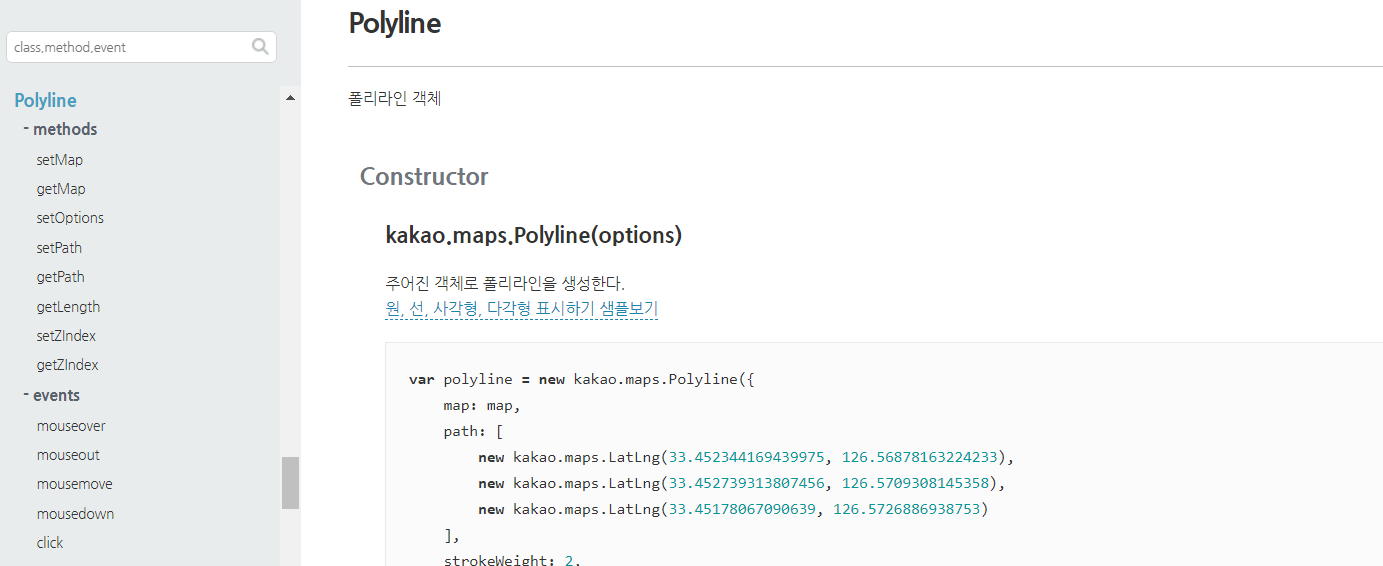 class,method,event
Polyline
- methods
setMap
getMap
setOptions
setPath
getPath
getLength
setZIndex
getZIndex
- events
mouseover
mouseout
mousemove
mousedown
click
Polyline
폴리라인 객체
Constructor
kakao.maps.Polyline(options)
주어진 객체로 폴리라인을 생성한다.
원, 선, 사각형, 다각형 표시하기 샘플보기
var polyline = new kakao.maps.Polyline({
map: map,
path: [
new kakao.maps.LatLng(33.452344169439975, 126.56878163224233),
new kakao.maps.LatLng(33.452739313807456, 126.5709308145358),
new kakao.maps.LatLng(33.45178067090639, 126.5726886938753)
],
strokeWeight: 2,